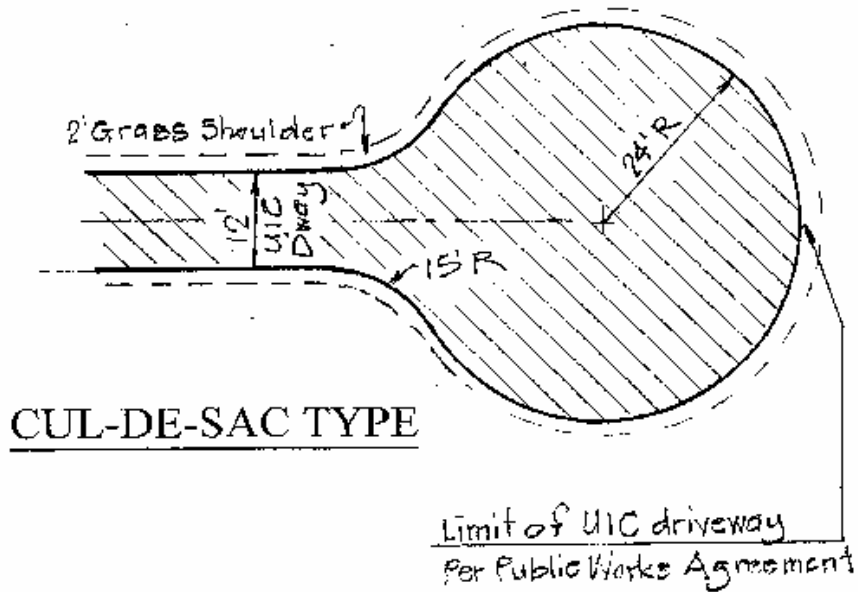 2' Grass Shoulder
24' R
12'
UIC
Dway
15' R
CUL-DE-SAC TYPE
Limit of UIC driveway
Per Public Works Agreement